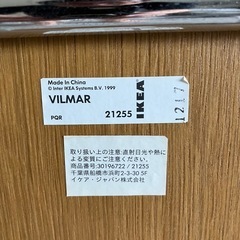 Made in China
© Inter IKEA Systems B.V. 1999
VILMAR
PQR 21255
IKEA
1217
取り扱い上の注意:直射日光や熱に
よる変質にご注意ください。
商品番号:30196722 / 21255
千葉県船橋市浜町2-3-30 5F
イケア・ジャパン株式会社